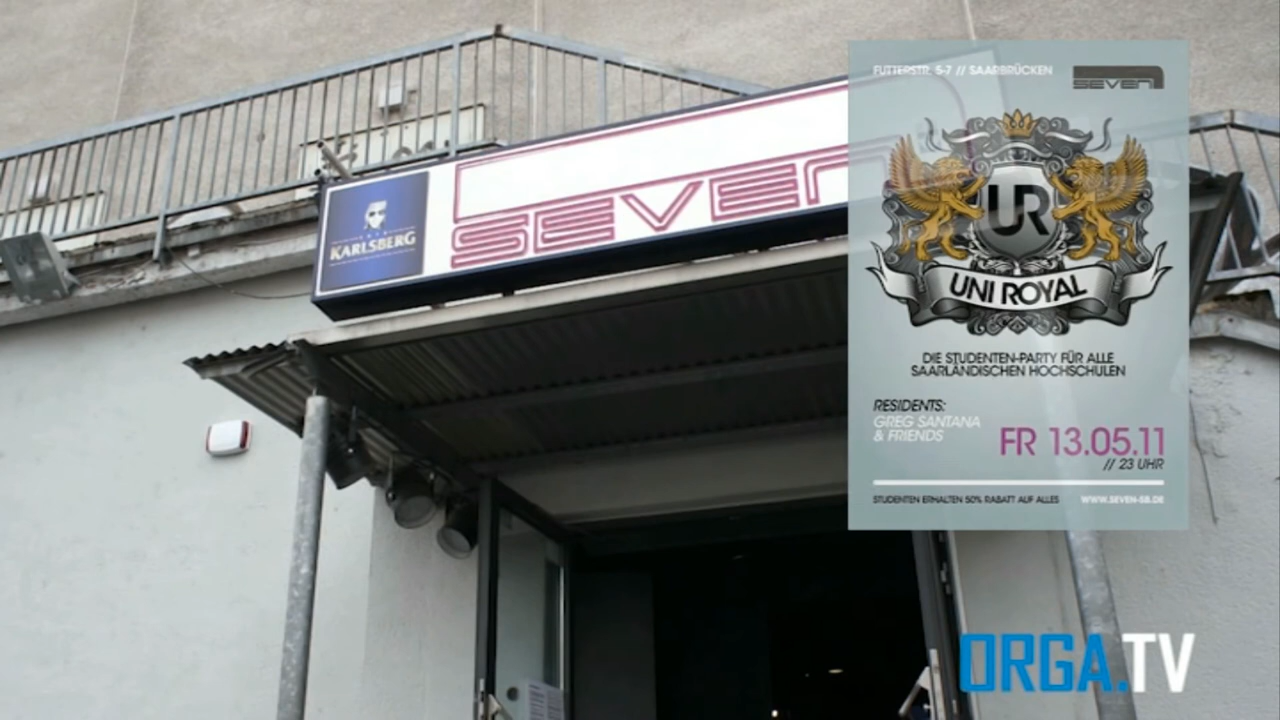 KARLSBERG
SEVEN
FUTTERSTR. 5-7 // SAARBRÜCKEN
SEVEN
UR
UNI ROYAL
DIE STUDENTEN-PARTY FÜR ALLE
SAARLÄNDISCHEN HOCHSCHULEN
RESIDENTS:
GREG SANTANA
& FRIENDS
FR 13.05.11
// 23 UHR
STUDENTEN ERHALTEN 50% RABATT AUF ALLES
WWW.SEVEN-SB.DE
ORGA.TV